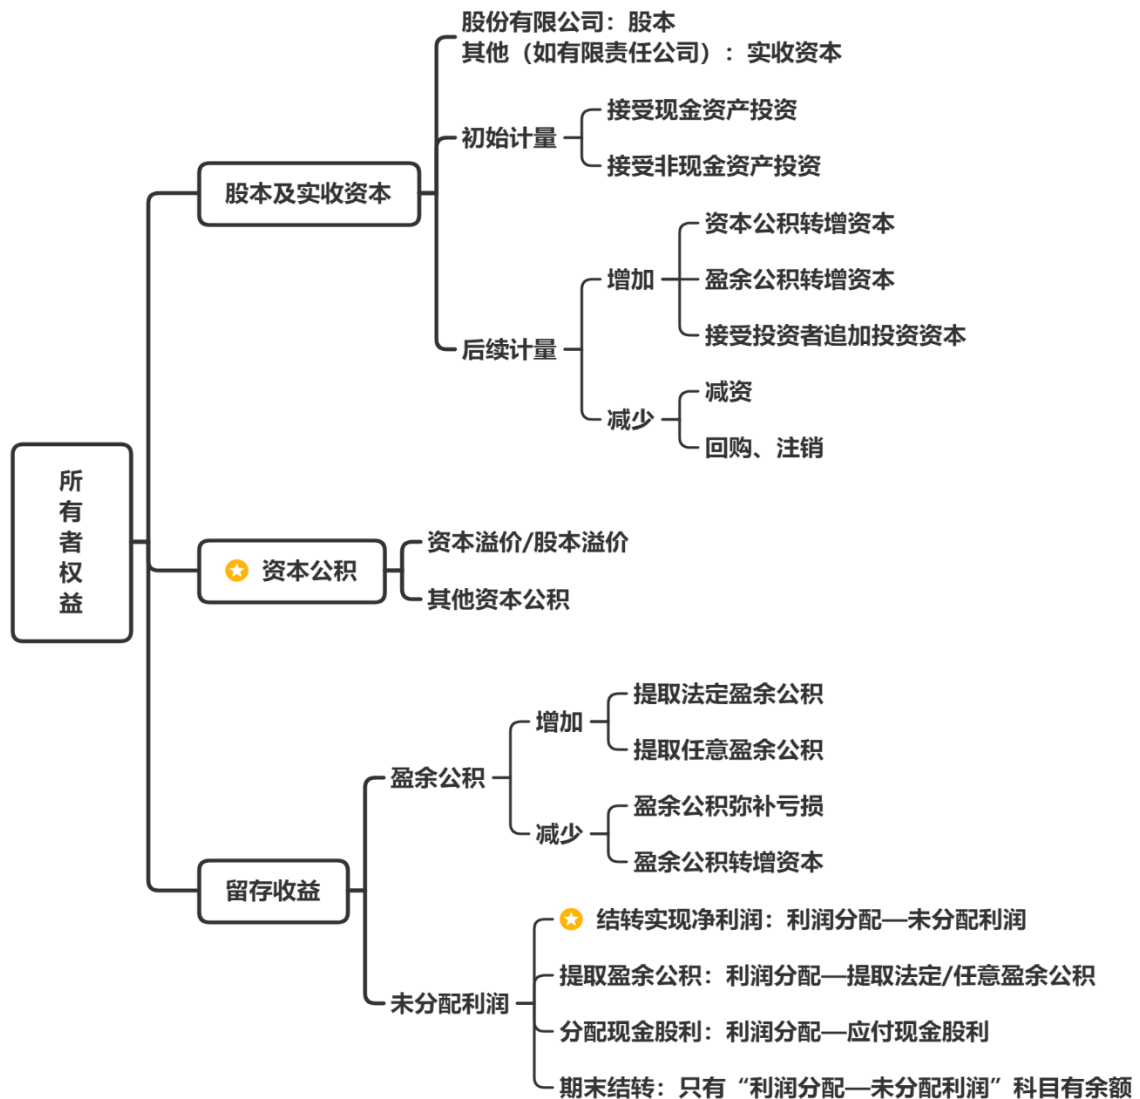 所有者权益
股本及实收资本
股份有限公司：股本
其他（如有限责任公司）：实收资本
初始计量
接受现金资产投资
接受非现金资产投资
后续计量
增加
资本公积转增资本
盈余公积转增资本
接受投资者追加投资资本
减少
减资
回购、注销
资本公积
资本溢价/股本溢价
其他资本公积
留存收益
盈余公积
增加
提取法定盈余公积
提取任意盈余公积
减少
盈余公积弥补亏损
盈余公积转增资本
未分配利润
结转实现净利润：利润分配—未分配利润
提取盈余公积：利润分配—提取法定/任意盈余公积
分配现金股利：利润分配—应付现金股利
期末结转：只有“利润分配—未分配利润”科目有余额